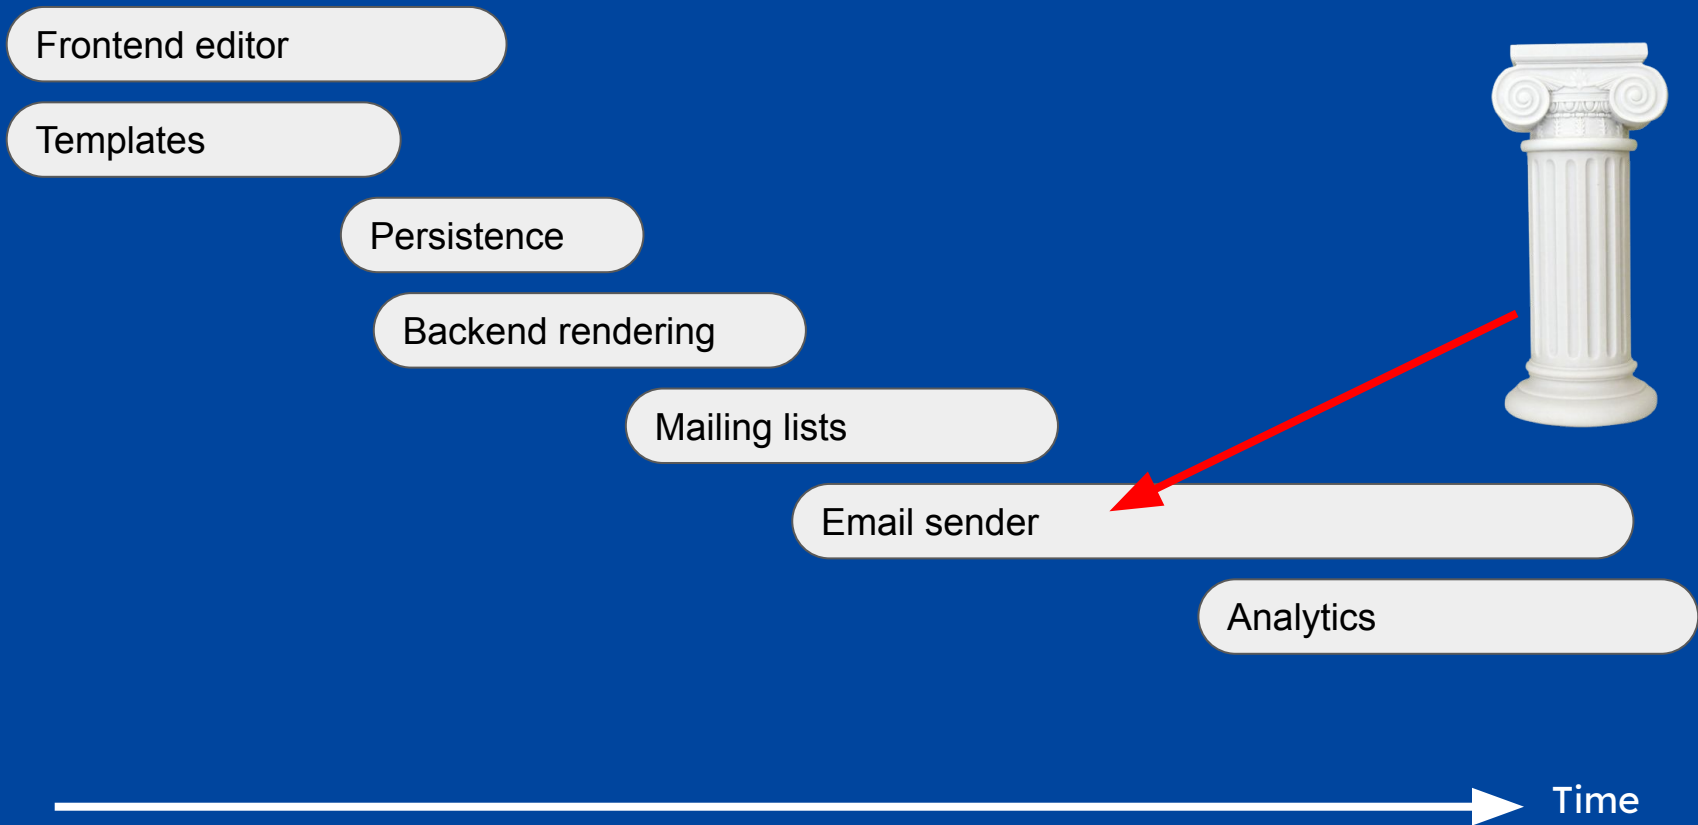 Frontend editor
Templates
Persistence
Backend rendering
Mailing lists
Email sender
Analytics
Time